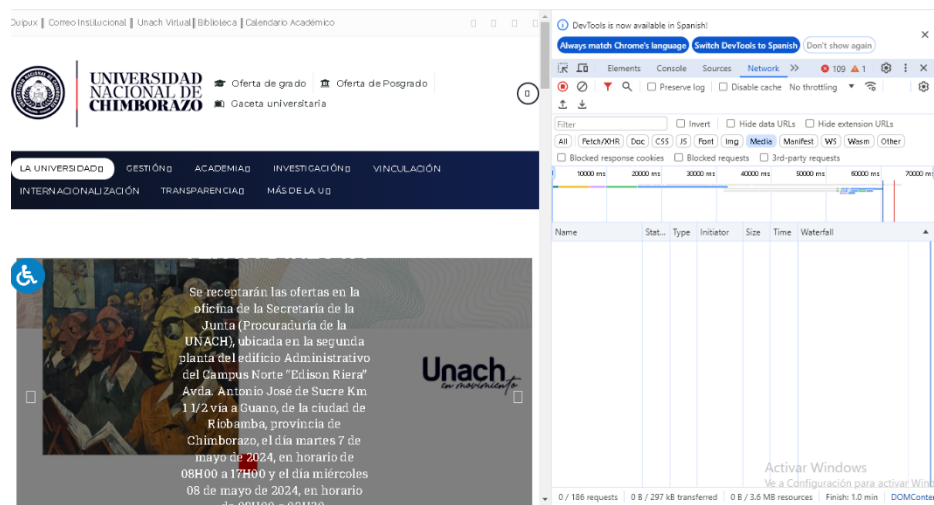 Quipux || Correo Institucional || Unach Virtual || Biblioteca || Calendario Académico
UNIVERSIDAD
NACIONAL DE
CHIMBORAZO
Oferta de grado
Oferta de Posgrado
Gaceta universitaria
LA UNIVERSIDAD
GESTIÓN
ACADEMIA
INVESTIGACIÓN
VINCULACIÓN
INTERNACIONALIZACIÓN
TRANSPARENCIA
MÁS DE LA U
Se receptarán las ofertas en la
oficina de la Secretaría de la
Junta (Procuraduría de la
UNACH), ubicada en la segunda
planta del edificio Administrativo
del Campus Norte “Edison Riera”
Avda. Antonio José de Sucre Km
1 1/2 vía a Guano, de la ciudad de
Riobamba, provincia de
Chimborazo, el día martes 7 de
mayo de 2024, en horario de
08H00 a 17H00 y el día miércoles
08 de mayo de 2024, en horario
Unach
en movimiento
DevTools is now available in Spanish!
Always match Chrome's language
Switch DevTools to Spanish
Don't show again
Elements
Console
Sources
Network
109
1
Preserve log
Disable cache
No throttling
Filter
Invert
Hide data URLs
Hide extension URLs
All
Fetch/XHR
Doc
CSS
JS
Font
Img
Media
Manifest
WS
Wasm
Other
Blocked response cookies
Blocked requests
3rd-party requests
10000 ms
20000 ms
30000 ms
40000 ms
50000 ms
60000 ms
70000 m
Name
Stat...
Type
Initiator
Size
Time
Waterfall
Activar Windows
Ve a Configuración para activar Win
0 / 186 requests
0 B / 297 kB transferred
0 B / 3.6 MB resources
Finish: 1.0 min
DOMConte